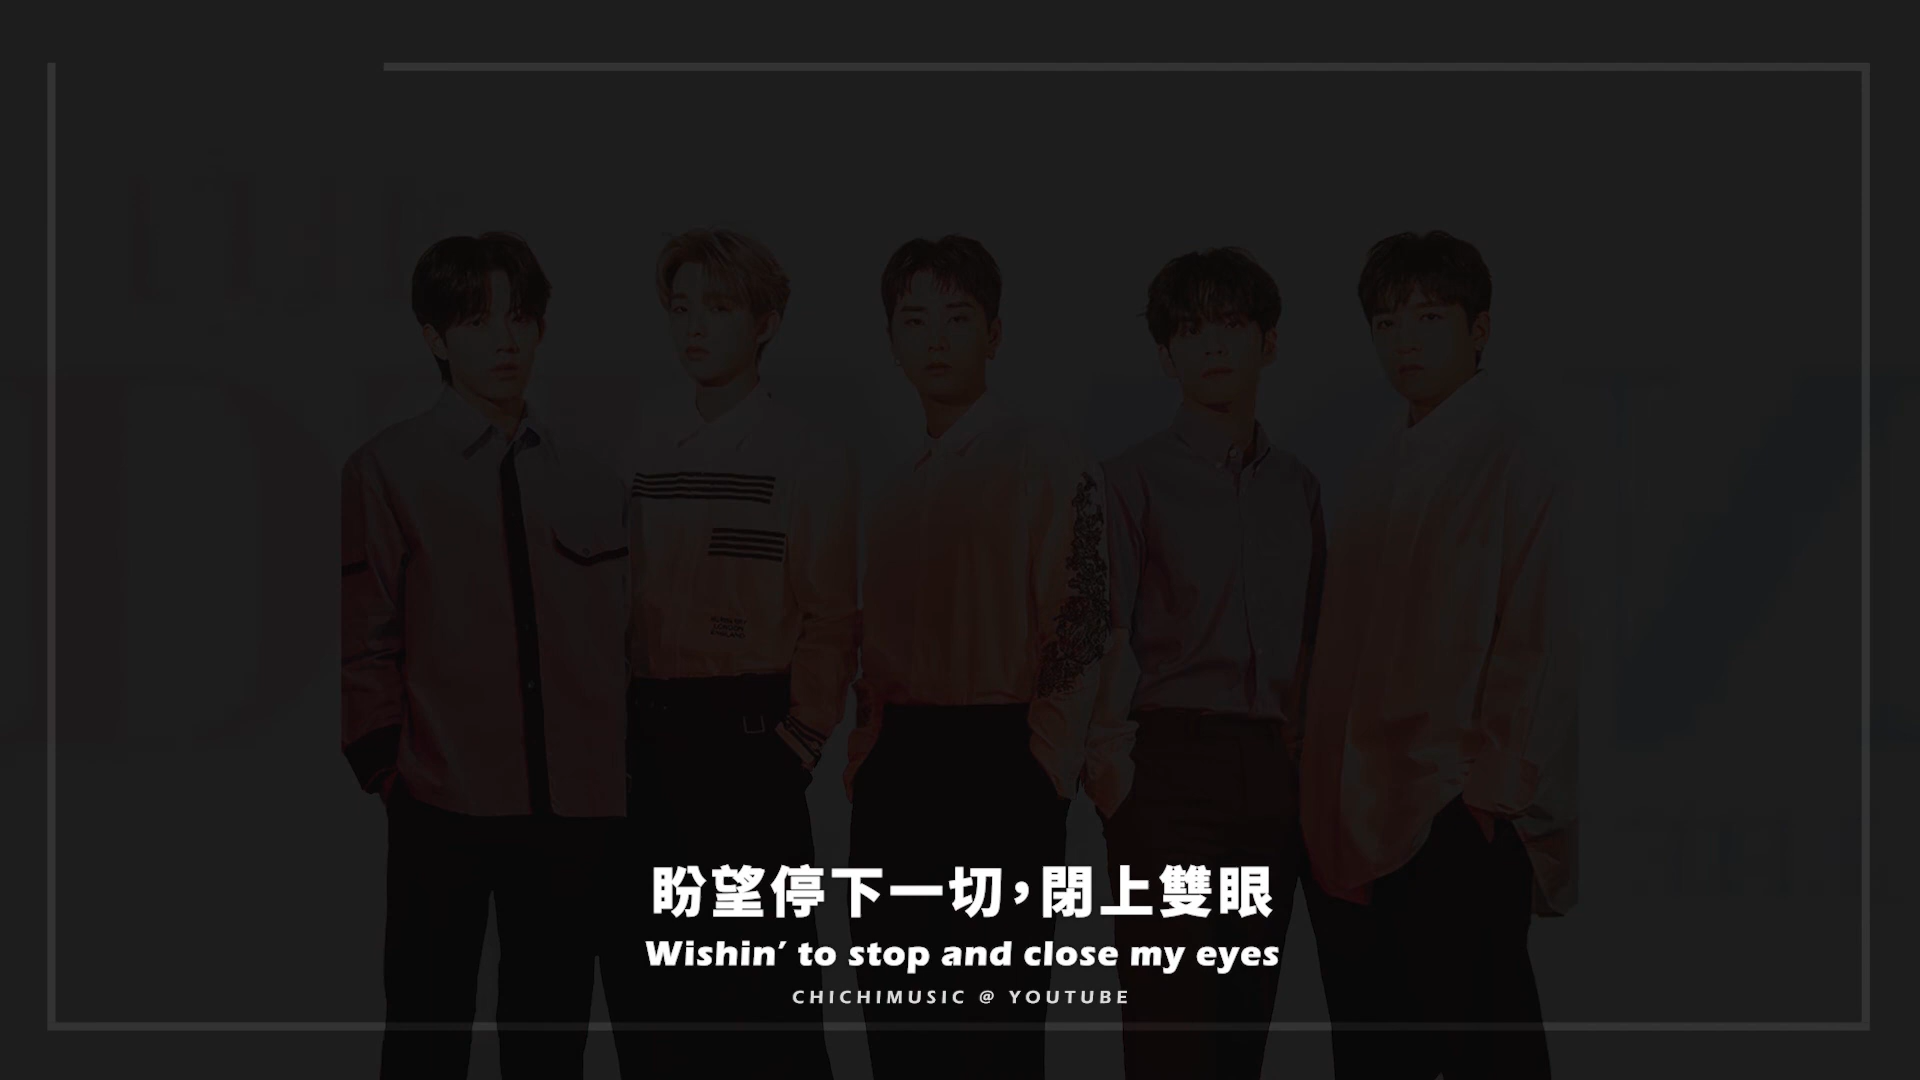 盼望停下一切，閉上雙眼
Wishin’ to stop and close my eyes
CHICHIMUSIC @ YOUTUBE